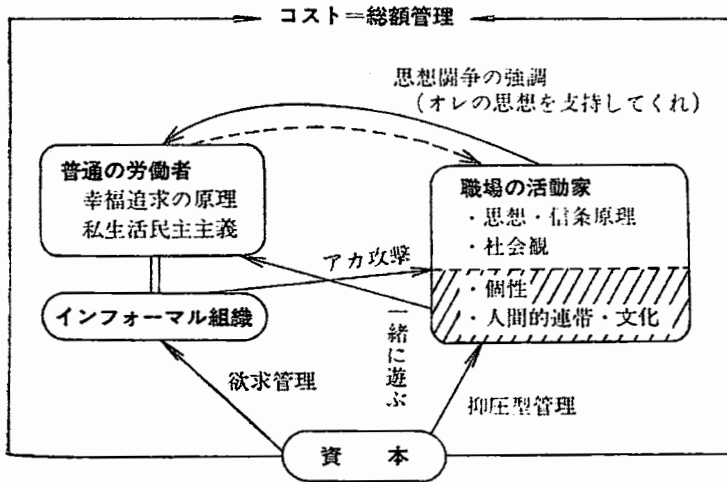 コスト=総額管理
思想闘争の強調
(オレの思想を支持してくれ)
普通の労働者
幸福追求の原理
私生活民主主義
職場の活動家
・思想・信条原理
・社会観
・個性
・人間的連帯・文化
アカ攻撃
インフォーマル組織
一緒に遊ぶ
欲求管理
抑圧型管理
資本